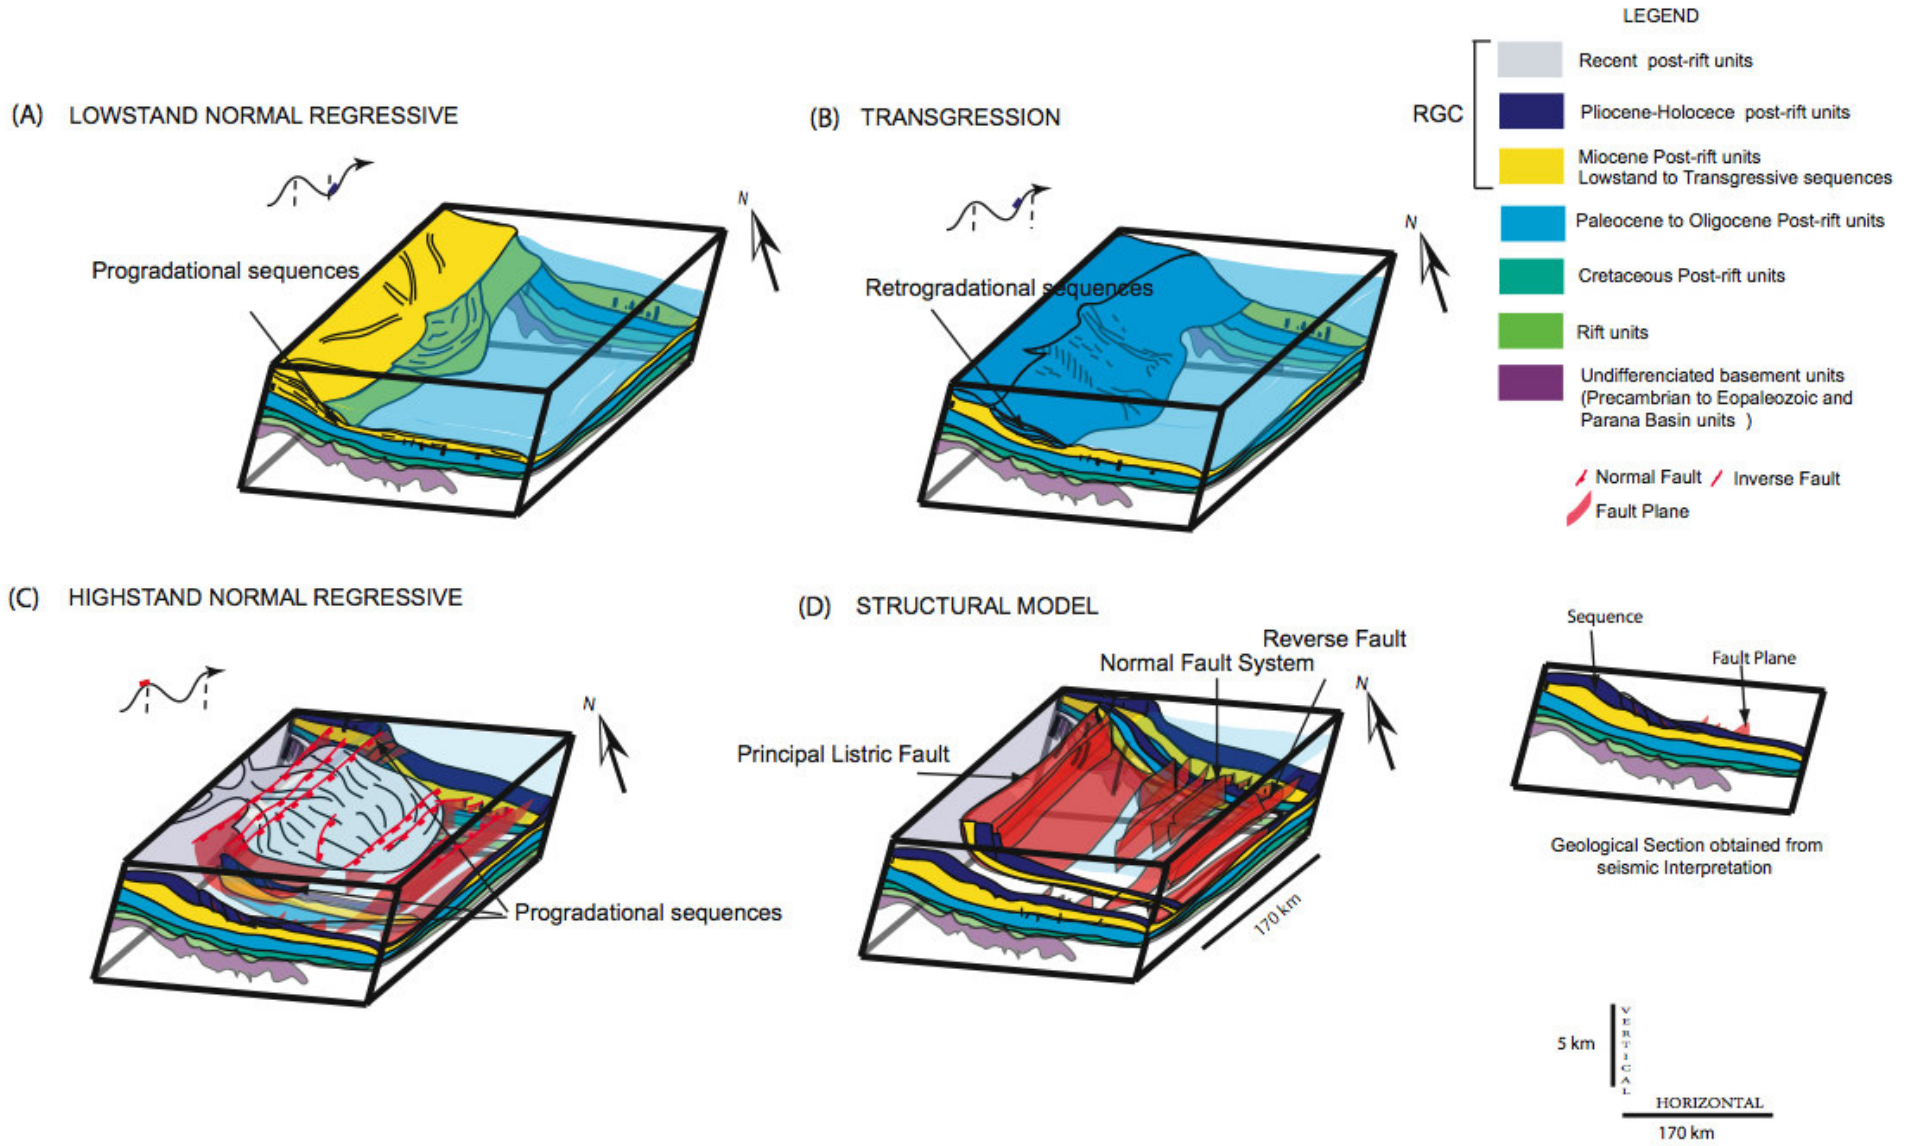 LEGEND
RGC
Recent post-rift units
Pliocene-Holocece post-rift units
Miocene Post-rift units
Lowstand to Transgressive sequences
Paleocene to Oligocene Post-rift units
Cretaceous Post-rift units
Rift units
Undifferenciated basement units
(Precambrian to Eopaleozoic and
Parana Basin units )
Normal Fault
Inverse Fault
Fault Plane
(A) LOWSTAND NORMAL REGRESSIVE
N
Progradational sequences
(B) TRANSGRESSION
N
Retrogradational sequences
(C) HIGHSTAND NORMAL REGRESSIVE
N
Progradational sequences
(D) STRUCTURAL MODEL
Reverse Fault
Normal Fault System
N
Principal Listric Fault
170 km
Sequence
Fault Plane
Geological Section obtained from
seismic Interpretation
5 km
VERTICAL
HORIZONTAL
170 km